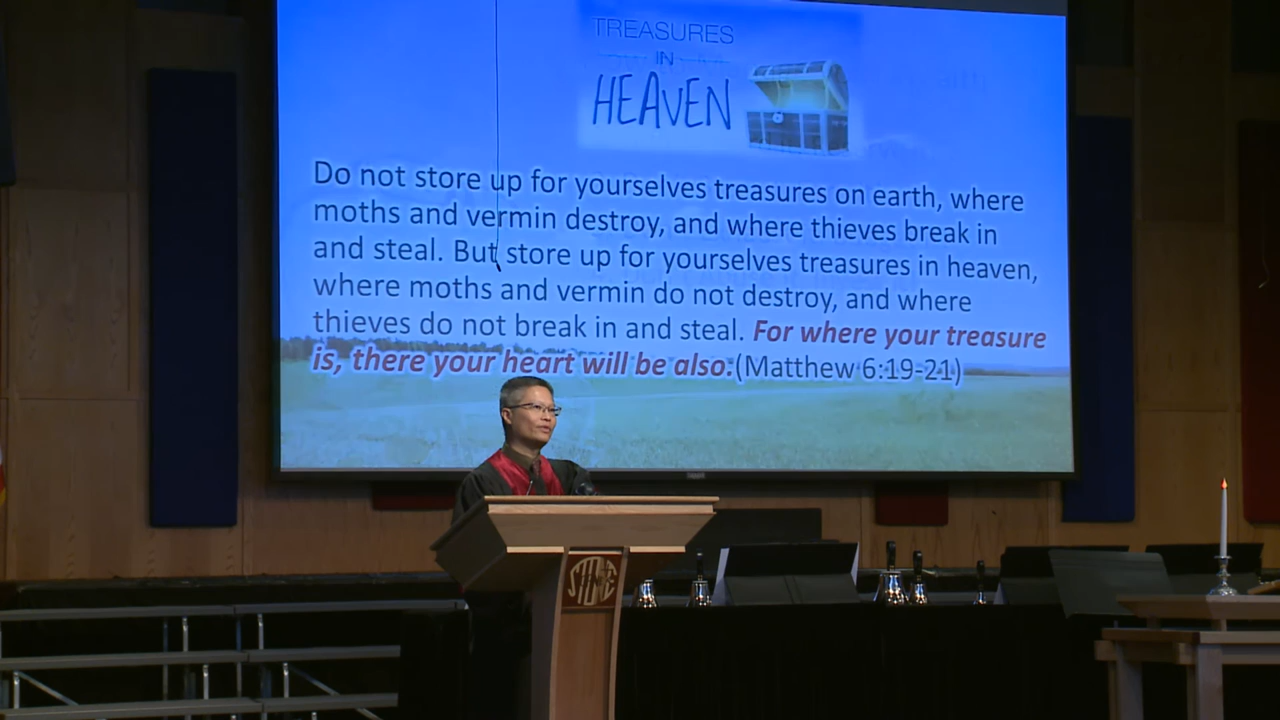 TREASURES
IN
HEAVEN
Do not store up for yourselves treasures on earth, where
moths and vermin destroy, and where thieves break in
and steal. But store up for yourselves treasures in heaven,
where moths and vermin do not destroy, and where
thieves do not break in and steal. For where your treasure
is, there your heart will be also.(Matthew 6:19-21)